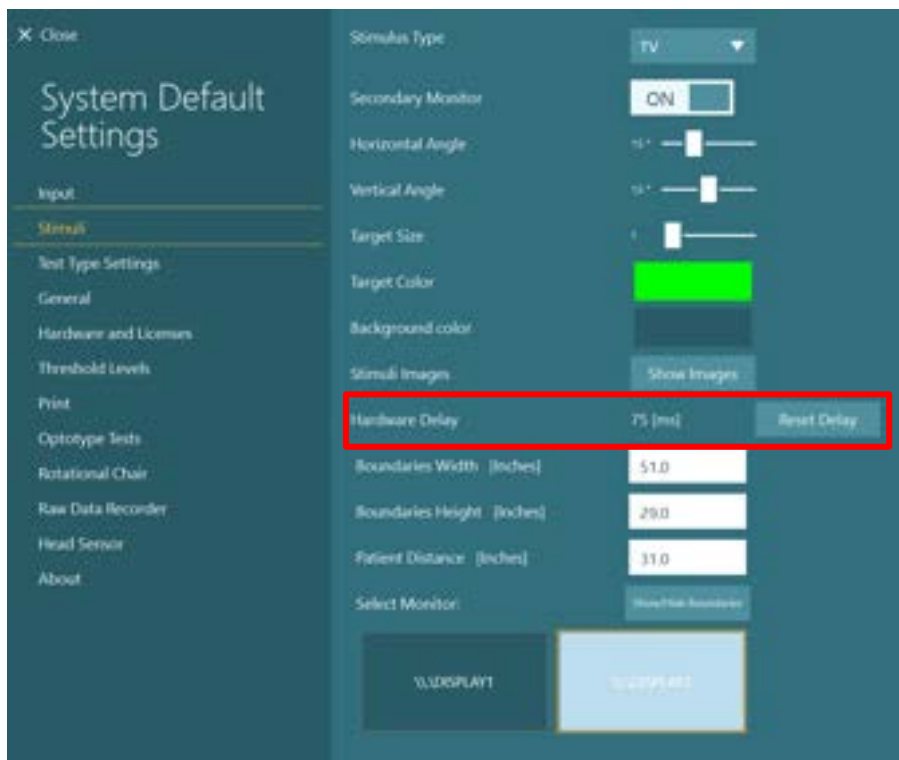 Close
System Default
Settings
Input
Stimuli
Test Type Settings
General
Hardware and Licenses
Threshold Levels
Print
Optotype Tests
Rotational Chair
Raw Data Recorder
Head Sensor
About
Stimulus Type
TV
Secondary Monitor
ON
Horizontal Angle
Vertical Angle
Target Size
Target Color
Background color
Stimuli Images
Show Images
Hardware Delay
75 [ms]
Reset Delay
Boundaries Width [Inches]
51.0
Boundaries Height [Inches]
29.0
Patient Distance [Inches]
31.0
Select Monitor:
Show/Hide Boundaries
\\.\DISPLAY1